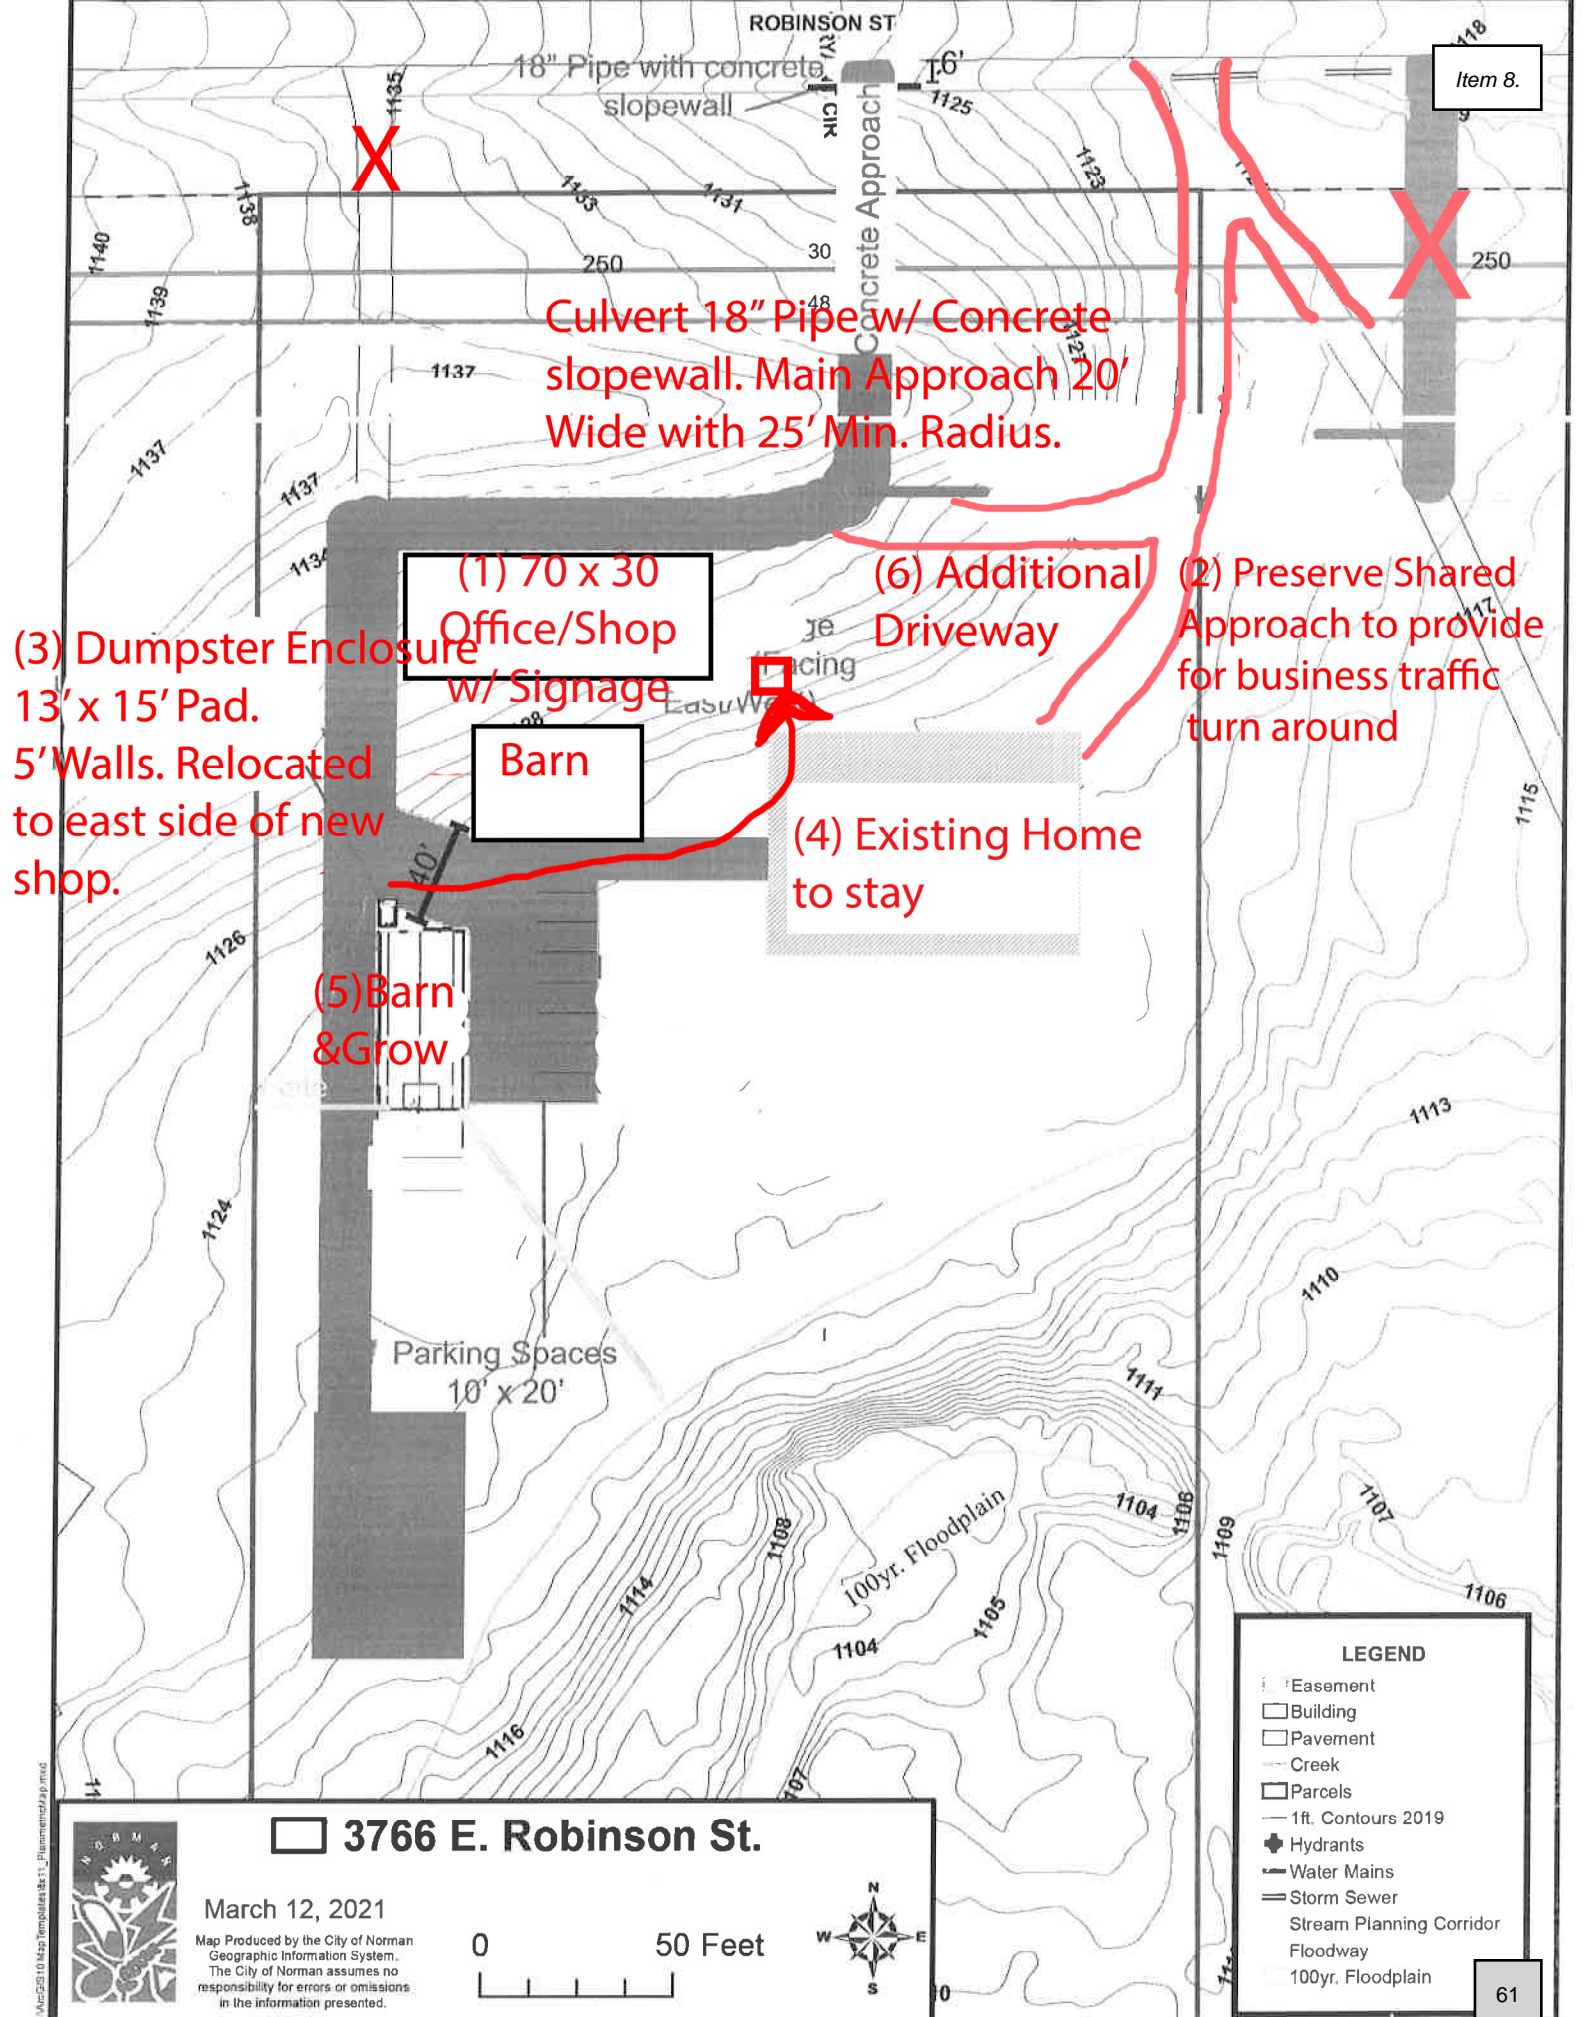 ROBINSON ST
18" Pipe with concrete
slopewall
6'
1118
Item 8.
CIR
Concrete Approach
1135
1125
1123
1138
1133
1131
1140
250
30
250
1139
48
Culvert 18" Pipe w/ Concrete
slopewall. Main Approach 20'
Wide with 25' Min. Radius.
1127
1137
1137
1137
1134
(1) 70 x 30
Office/Shop
w/ Signage
(6) Additional
Driveway
(2) Preserve Shared
Approach to provide
for business traffic
turn around
1117
ge
Facing
(3) Dumpster Enclosure
13' x 15' Pad.
5' Walls. Relocated
to east side of new
shop.
Barn
40'
(4) Existing Home
to stay
1115
1126
(5)Barn
&Grow
1113
1124
1110
Parking Spaces
10' x 20'
1111
1104
1106
1107
1109
1108
100yr. Floodplain
1114
1105
1106
1104
1116
107
11
LEGEND
Easement
Building
Pavement
Creek
Parcels
1ft. Contours 2019
Hydrants
Water Mains
Storm Sewer
Stream Planning Corridor
Floodway
100yr. Floodplain
NORMAN
3766 E. Robinson St.
March 12, 2021
Map Produced by the City of Norman
Geographic Information System.
The City of Norman assumes no
responsibility for errors or omissions
in the information presented.
0 50 Feet
N
W E
S
61